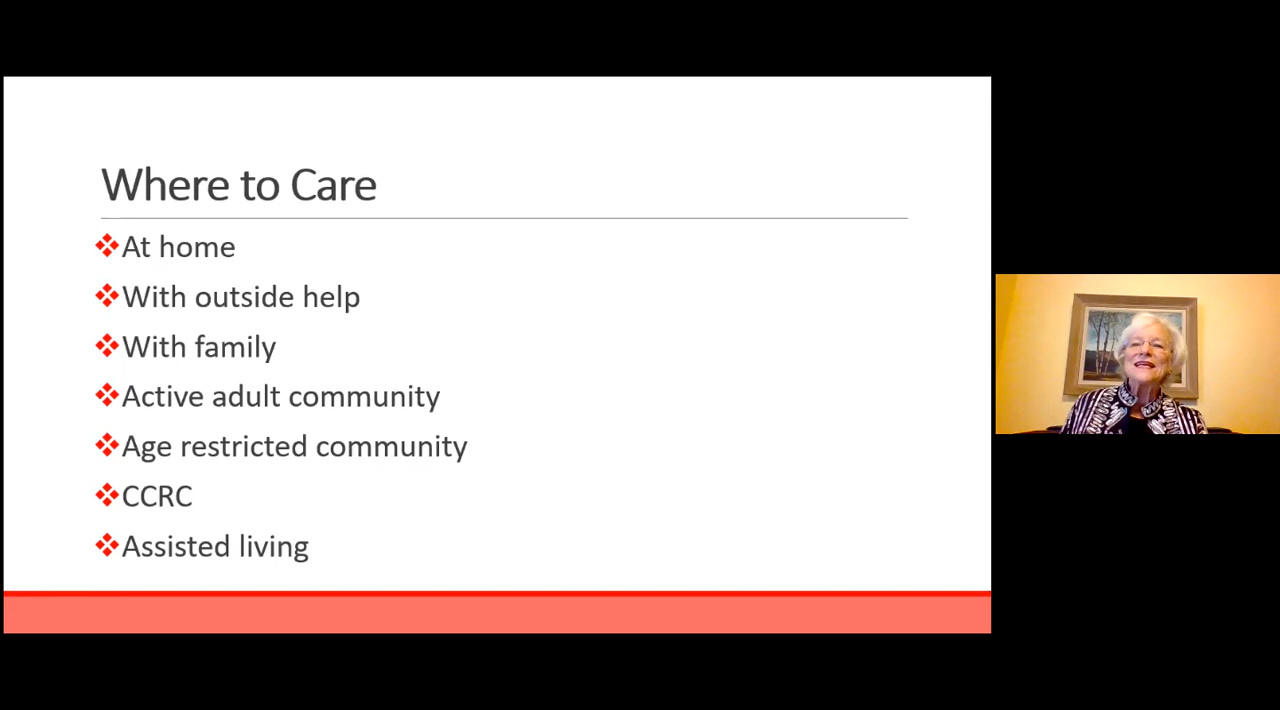 Where to Care
At home
With outside help
With family
Active adult community
Age restricted community
CCRC
Assisted living